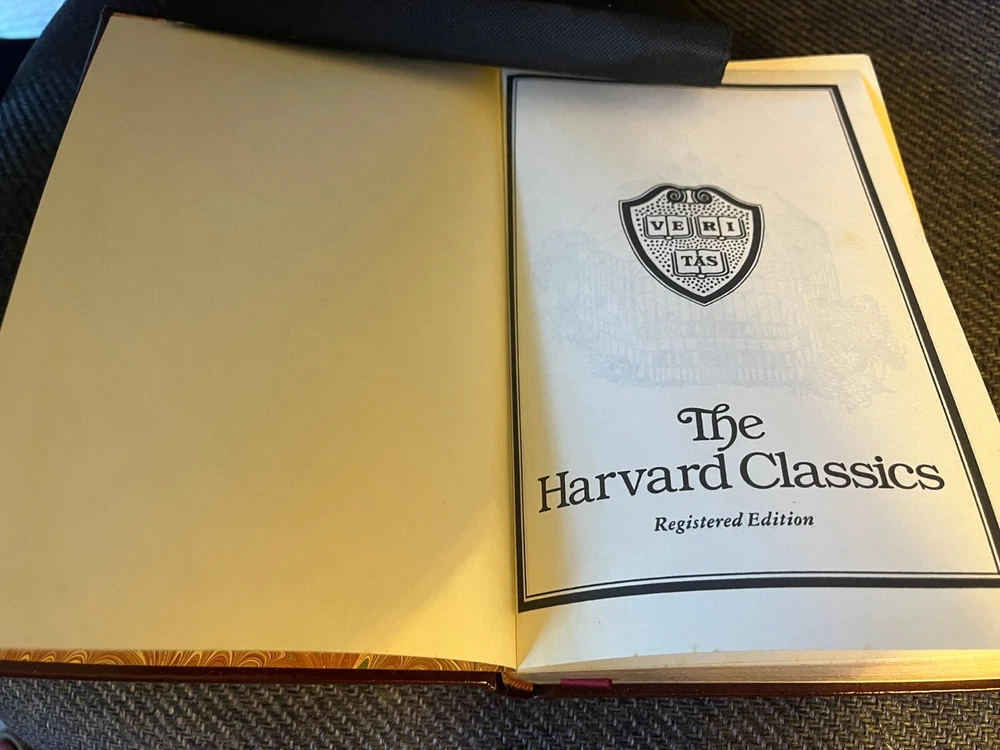 VE RI
TAS
The
Harvard Classics
Registered Edition